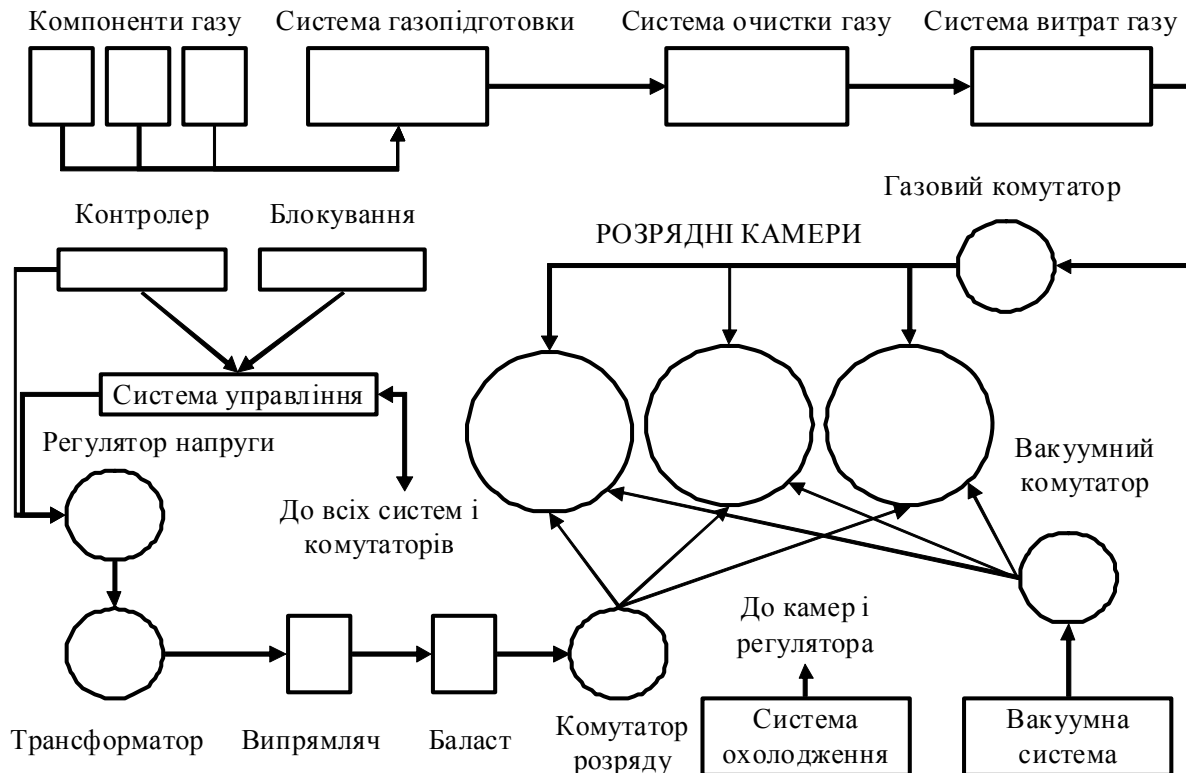 Компоненти газу
Система газопідготовки
Система очистки газу
Система витрат газу
Газовий комутатор
Контролер
Блокування
РОЗРЯДНІ КАМЕРИ
Система управління
Регулятор напруги
Вакуумний
комутатор
До всіх систем і
комутаторів
До камер і
регулятора
Трансформатор
Випрямляч
Баласт
Комутатор
розряду
Система
охолодження
Вакуумна
система